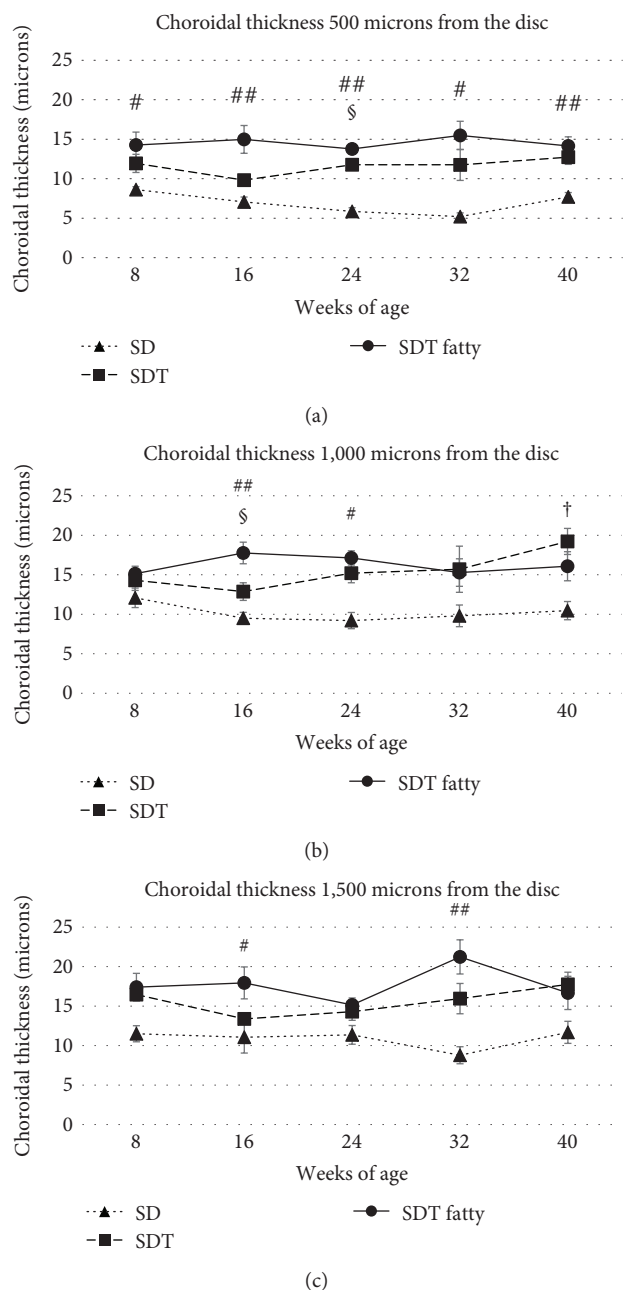 Choroidal thickness 500 microns from the disc
Choroidal thickness (microns)
25
20
15
10
5
0
# ## ## # ##
§
8 16 24 32 40
Weeks of age
SD SDT fatty
SDT
(a)
Choroidal thickness 1,000 microns from the disc
Choroidal thickness (microns)
25
20
15
10
5
0
## # †
§
8 16 24 32 40
Weeks of age
SD SDT fatty
SDT
(b)
Choroidal thickness 1,500 microns from the disc
Choroidal thickness (microns)
25
20
15
10
5
0
# ##
8 16 24 32 40
Weeks of age
SD SDT fatty
SDT
(c)